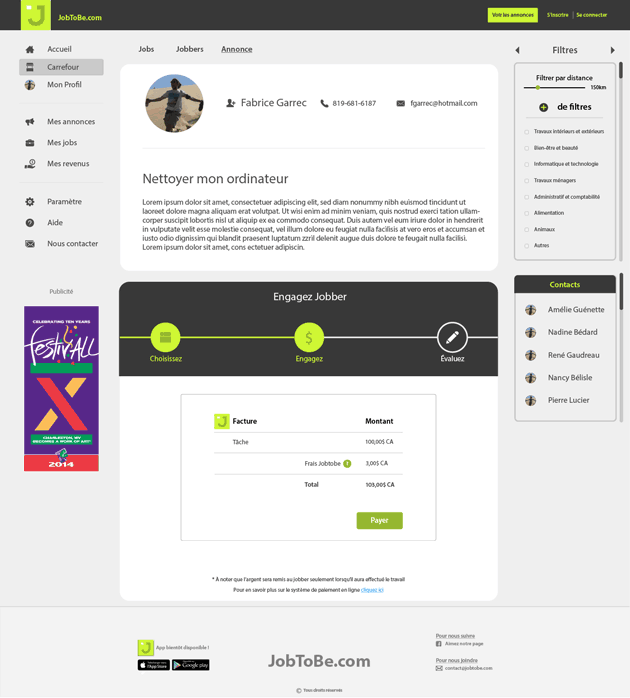 JobToBe.com
Voir les annonces
S'inscrire | Se connecter
Accueil
Carrefour
Mon Profil
Mes annonces
Mes jobs
Mes revenus
Paramètre
Aide
Nous contacter
Publicité
CELEBRATING TEN YEARS
FestivALL
X
CHARLESTON, WV
BECOMES A WORK OF ART
2014
Jobs Jobbers Annonce
Fabrice Garrec 819-681-6187 fgarrec@hotmail.com
Nettoyer mon ordinateur
Lorem ipsum dolor sit amet, consectetuer adipiscing elit, sed diam nonummy nibh euismod tincidunt ut
laoreet dolore magna aliquam erat volutpat. Ut wisi enim ad minim veniam, quis nostrud exerci tation ullam-
corper suscipit lobortis nisl ut aliquip ex ea commodo consequat. Duis autem vel eum iriure dolor in hendrerit
in vulputate velit esse molestie consequat, vel illum dolore eu feugiat nulla facilisis at vero eros et accumsan et
iusto odio dignissim qui blandit praesent luptatum zzril delenit augue duis dolore te feugait nulla facilisi.
Lorem ipsum dolor sit amet, cons ectetuer adipiscin.
Engagez Jobber
Choisissez
$
Engagez
Évaluez
J Facture Montant
Tâche 100,00$ CA
Frais Jobtobe 3,00$ CA
Total 103,00$ CA
Payer
* À noter que l'argent sera remis au jobber seulement lorsqu'il aura affectué le travail
Pour en savoir plus sur le système de paiement en ligne cliquez ici
Filtres
Filtrer par distance
150km
+ de filtres
Travaux intérieurs et extérieurs
Bien-être et beauté
Informatique et technologie
Travaux ménagers
Administratif et comptabilité
Alimentation
Animaux
Autres
Contacts
Amélie Guénette
Nadine Bédard
René Gaudreau
Nancy Bélisle
Pierre Lucier
App bientôt disponible !
App Store
Google play
JobToBe.com
Pour nous suivre
Aimez notre page
Pour nous joindre
contact@jobtobe.com
© Tous droits réservés